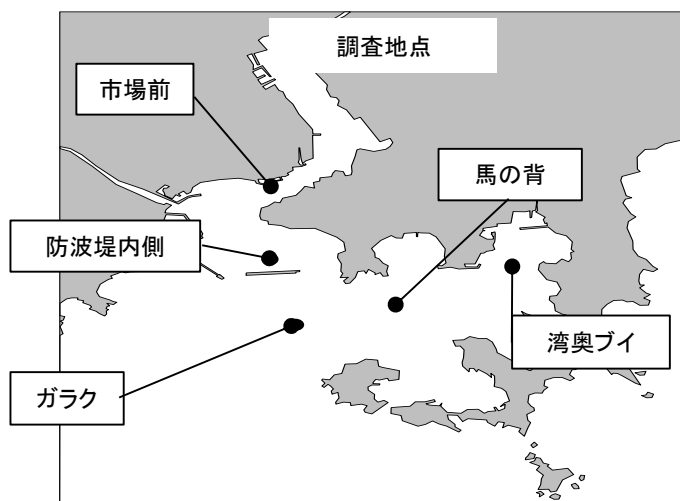 調査地点
市場前
馬の背
防波堤内側
湾奥ブイ
ガラク